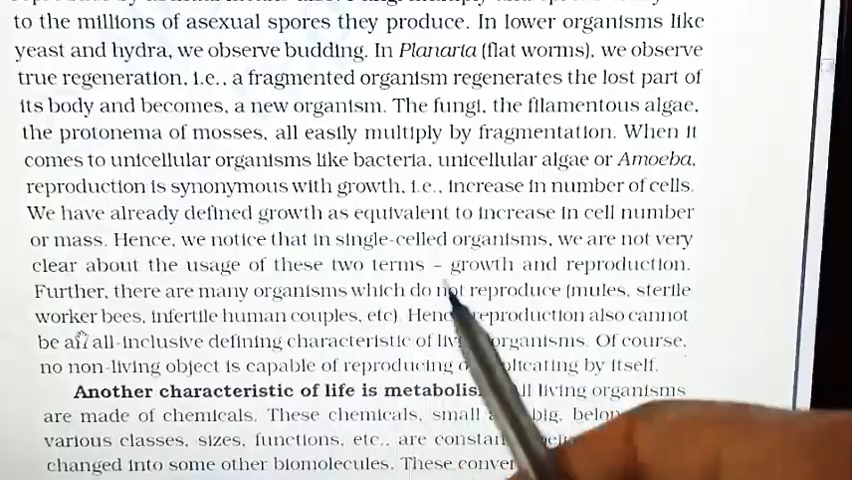 to the millions of asexual spores they produce. In lower organisms like
yeast and hydra, we observe budding. In Planaria (flat worms), we observe
true regeneration, i.e., a fragmented organism regenerates the lost part of
its body and becomes, a new organism. The fungi, the filamentous algae,
the protonema of mosses, all easily multiply by fragmentation. When it
comes to unicellular organisms like bacteria, unicellular algae or Amoeba,
reproduction is synonymous with growth, i.e., increase in number of cells.
We have already defined growth as equivalent to increase in cell number
or mass. Hence, we notice that in single-celled organisms, we are not very
clear about the usage of these two terms – growth and reproduction.
Further, there are many organisms which do not reproduce (mules, sterile
worker bees, infertile human couples, etc). Hence reproduction also cannot
be an all-inclusive defining characteristic of living organisms. Of course,
no non-living object is capable of reproducing or replicating by itself.
Another characteristic of life is metabolis All living organisms
are made of chemicals. These chemicals, small big, belon
various classes, sizes, functions, etc., are constan
changed into some other biomolecules. These conver